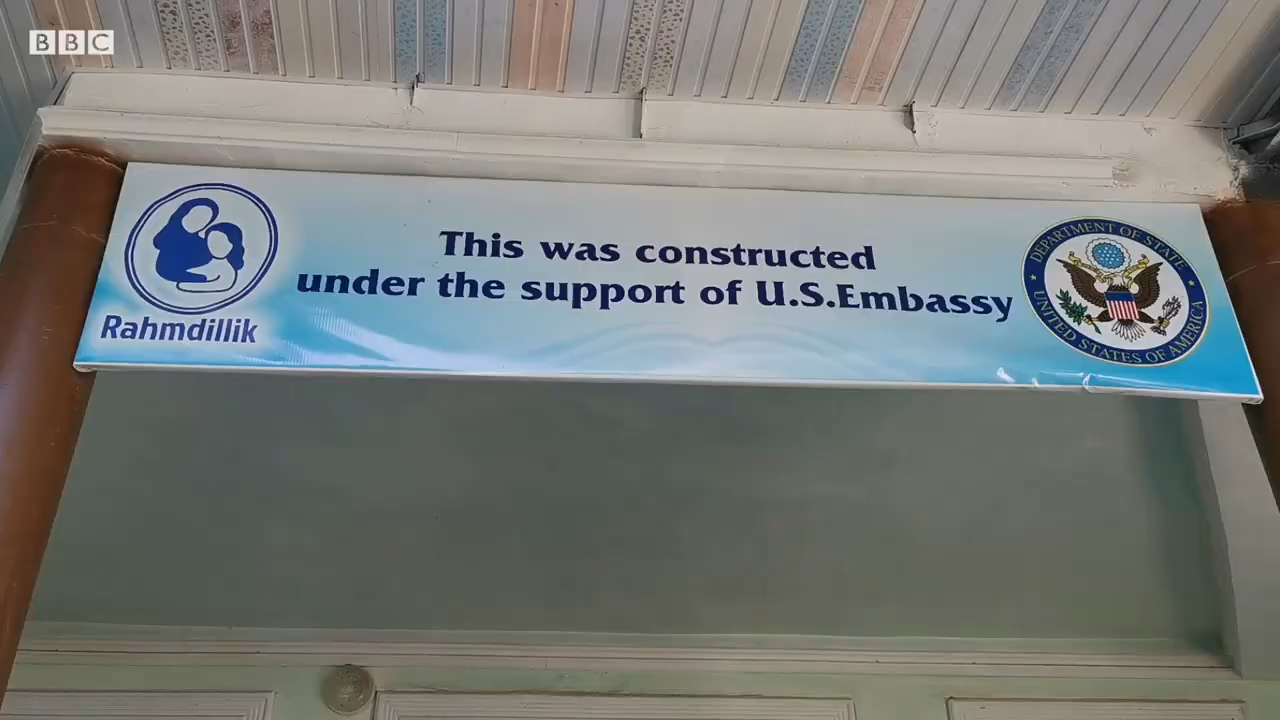 BBC
This was constructed
under the support of U.S.Embassy
Rahmdillik
DEPARTMENT OF STATE
UNITED STATES OF AMERICA